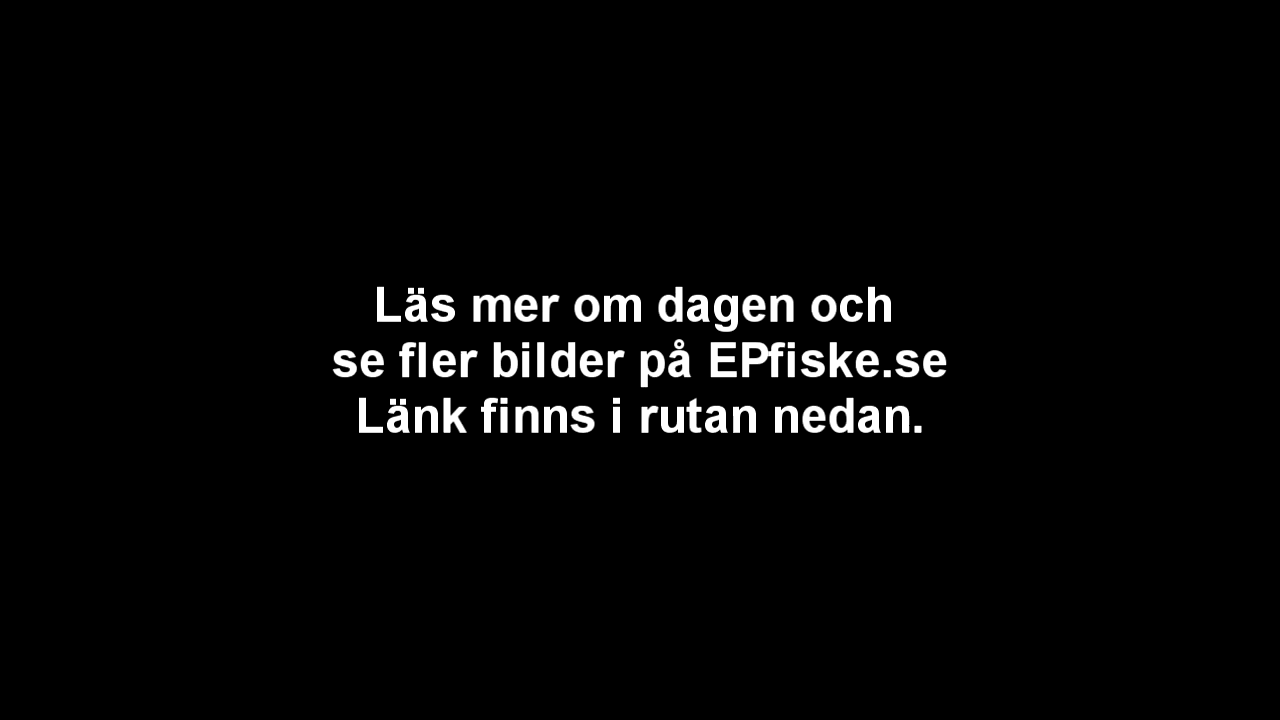 Läs mer om dagen och
se fler bilder på EPfiske.se
Länk finns i rutan nedan.